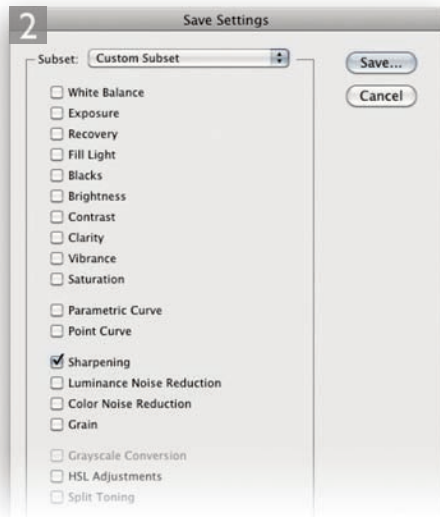 2
Save Settings
Subset: Custom Subset
Save...
Cancel
White Balance
Exposure
Recovery
Fill Light
Blacks
Brightness
Contrast
Clarity
Vibrance
Saturation
Parametric Curve
Point Curve
Sharpening
Luminance Noise Reduction
Color Noise Reduction
Grain
Grayscale Conversion
HSL Adjustments
Split Toning